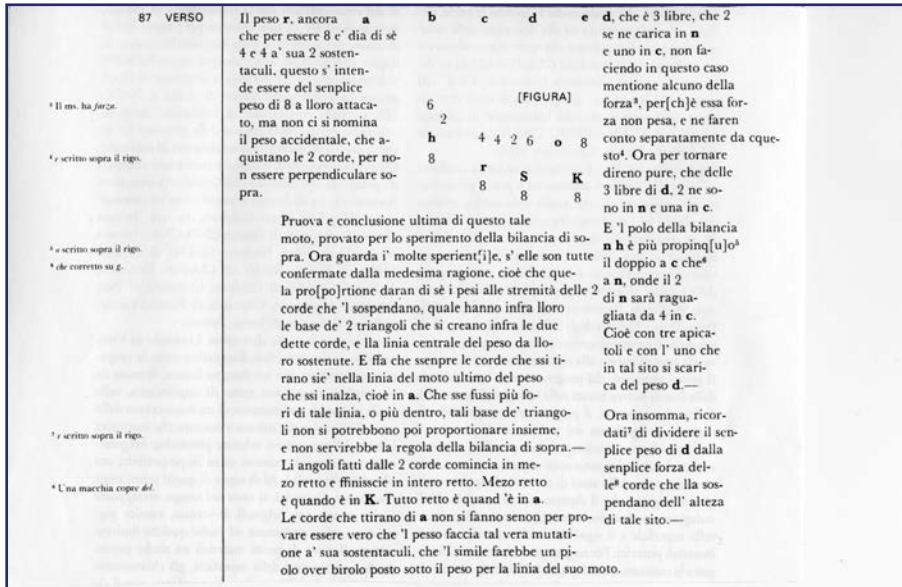 87 VERSO
Il peso r, ancora a
che per essere 8 e' dia di sè
4 e 4 a' sua 2 sosten-
taculi, questo s' inten-
de essere del senplice
peso di 8 a lloro attaca-
to, ma non ci si nomina
il peso accidentale, che a-
quistano le 2 corde, per no-
n essere perpendiculare so-
pra.
b c d e
[FIGURA]
6
2
h 4 4 2 6 o 8
8
r S K
8 8 8
d, che è 3 libre, che 2
se ne carica in n
e uno in c, non fa-
ciendo in questo caso
mentione alcuno della
forza³, per[ch]è essa for-
za non pesa, e ne faren
conto separatamente da cque-
sto⁴. Ora per tornare
direno pure, che delle
3 libre di d, 2 ne so-
no in n e una in c.
E 'l polo della bilancia
n h è più propinq[u]o⁵
il doppio a c che⁶
a n, onde il 2
di n sarà ragua-
gliata da 4 in c.
Cioè con tre apica-
toli e con l' uno che
in tal sito si scari-
ca del peso d.—
Ora insomma, ricor-
dati⁷ di dividere il sen-
plice peso di d dalla
senplice forza del-
le⁸ corde che lla sos-
pendano dell' alteza
di tale sito.—
Pruova e conclusione ultima di questo tale
moto, provato per lo sperimento della bilancia di so-
pra. Ora guarda i' molte sperient[i]e, s' elle son tutte
confermate dalla medesima ragione, cioè che que-
la pro[po]rtione daran di sè i pesi alle stremità delle 2
corde che 'l sospendano, quale hanno infra lloro
le base de' 2 triangoli che si creano infra le due
dette corde, e lla linia centrale del peso da llo-
ro sostenute. E ffa che ssenpre le corde che ssi ti-
rano sie' nella linia del moto ultimo del peso
che ssi inalza, cioè in a. Che sse fussi più fo-
ri di tale linia, o più dentro, tali base de' triango-
li non si potrebbono poi proportionare insieme,
e non servirebbe la regola della bilancia di sopra.—
Li angoli fatti dalle 2 corde comincia in me-
zo retto e ffinisscie in intero retto. Mezo retto
è quando è in K. Tutto retto è quand 'è in a.
Le corde che ttirano di a non si fanno senon per pro-
vare essere vero che 'l pesso faccia tal vera mutati-
one a' sua sostentaculi, che 'l simile farebbe un pi-
olo over birolo posto sotto il peso per la linia del suo moto.
³ Il ms. ha forzo.
⁴ e scritto sopra il rigo.
⁵ o scritto sopra il rigo.
⁶ che corretto su g.
⁷ r scritto sopra il rigo.
⁸ Una macchia copre del.